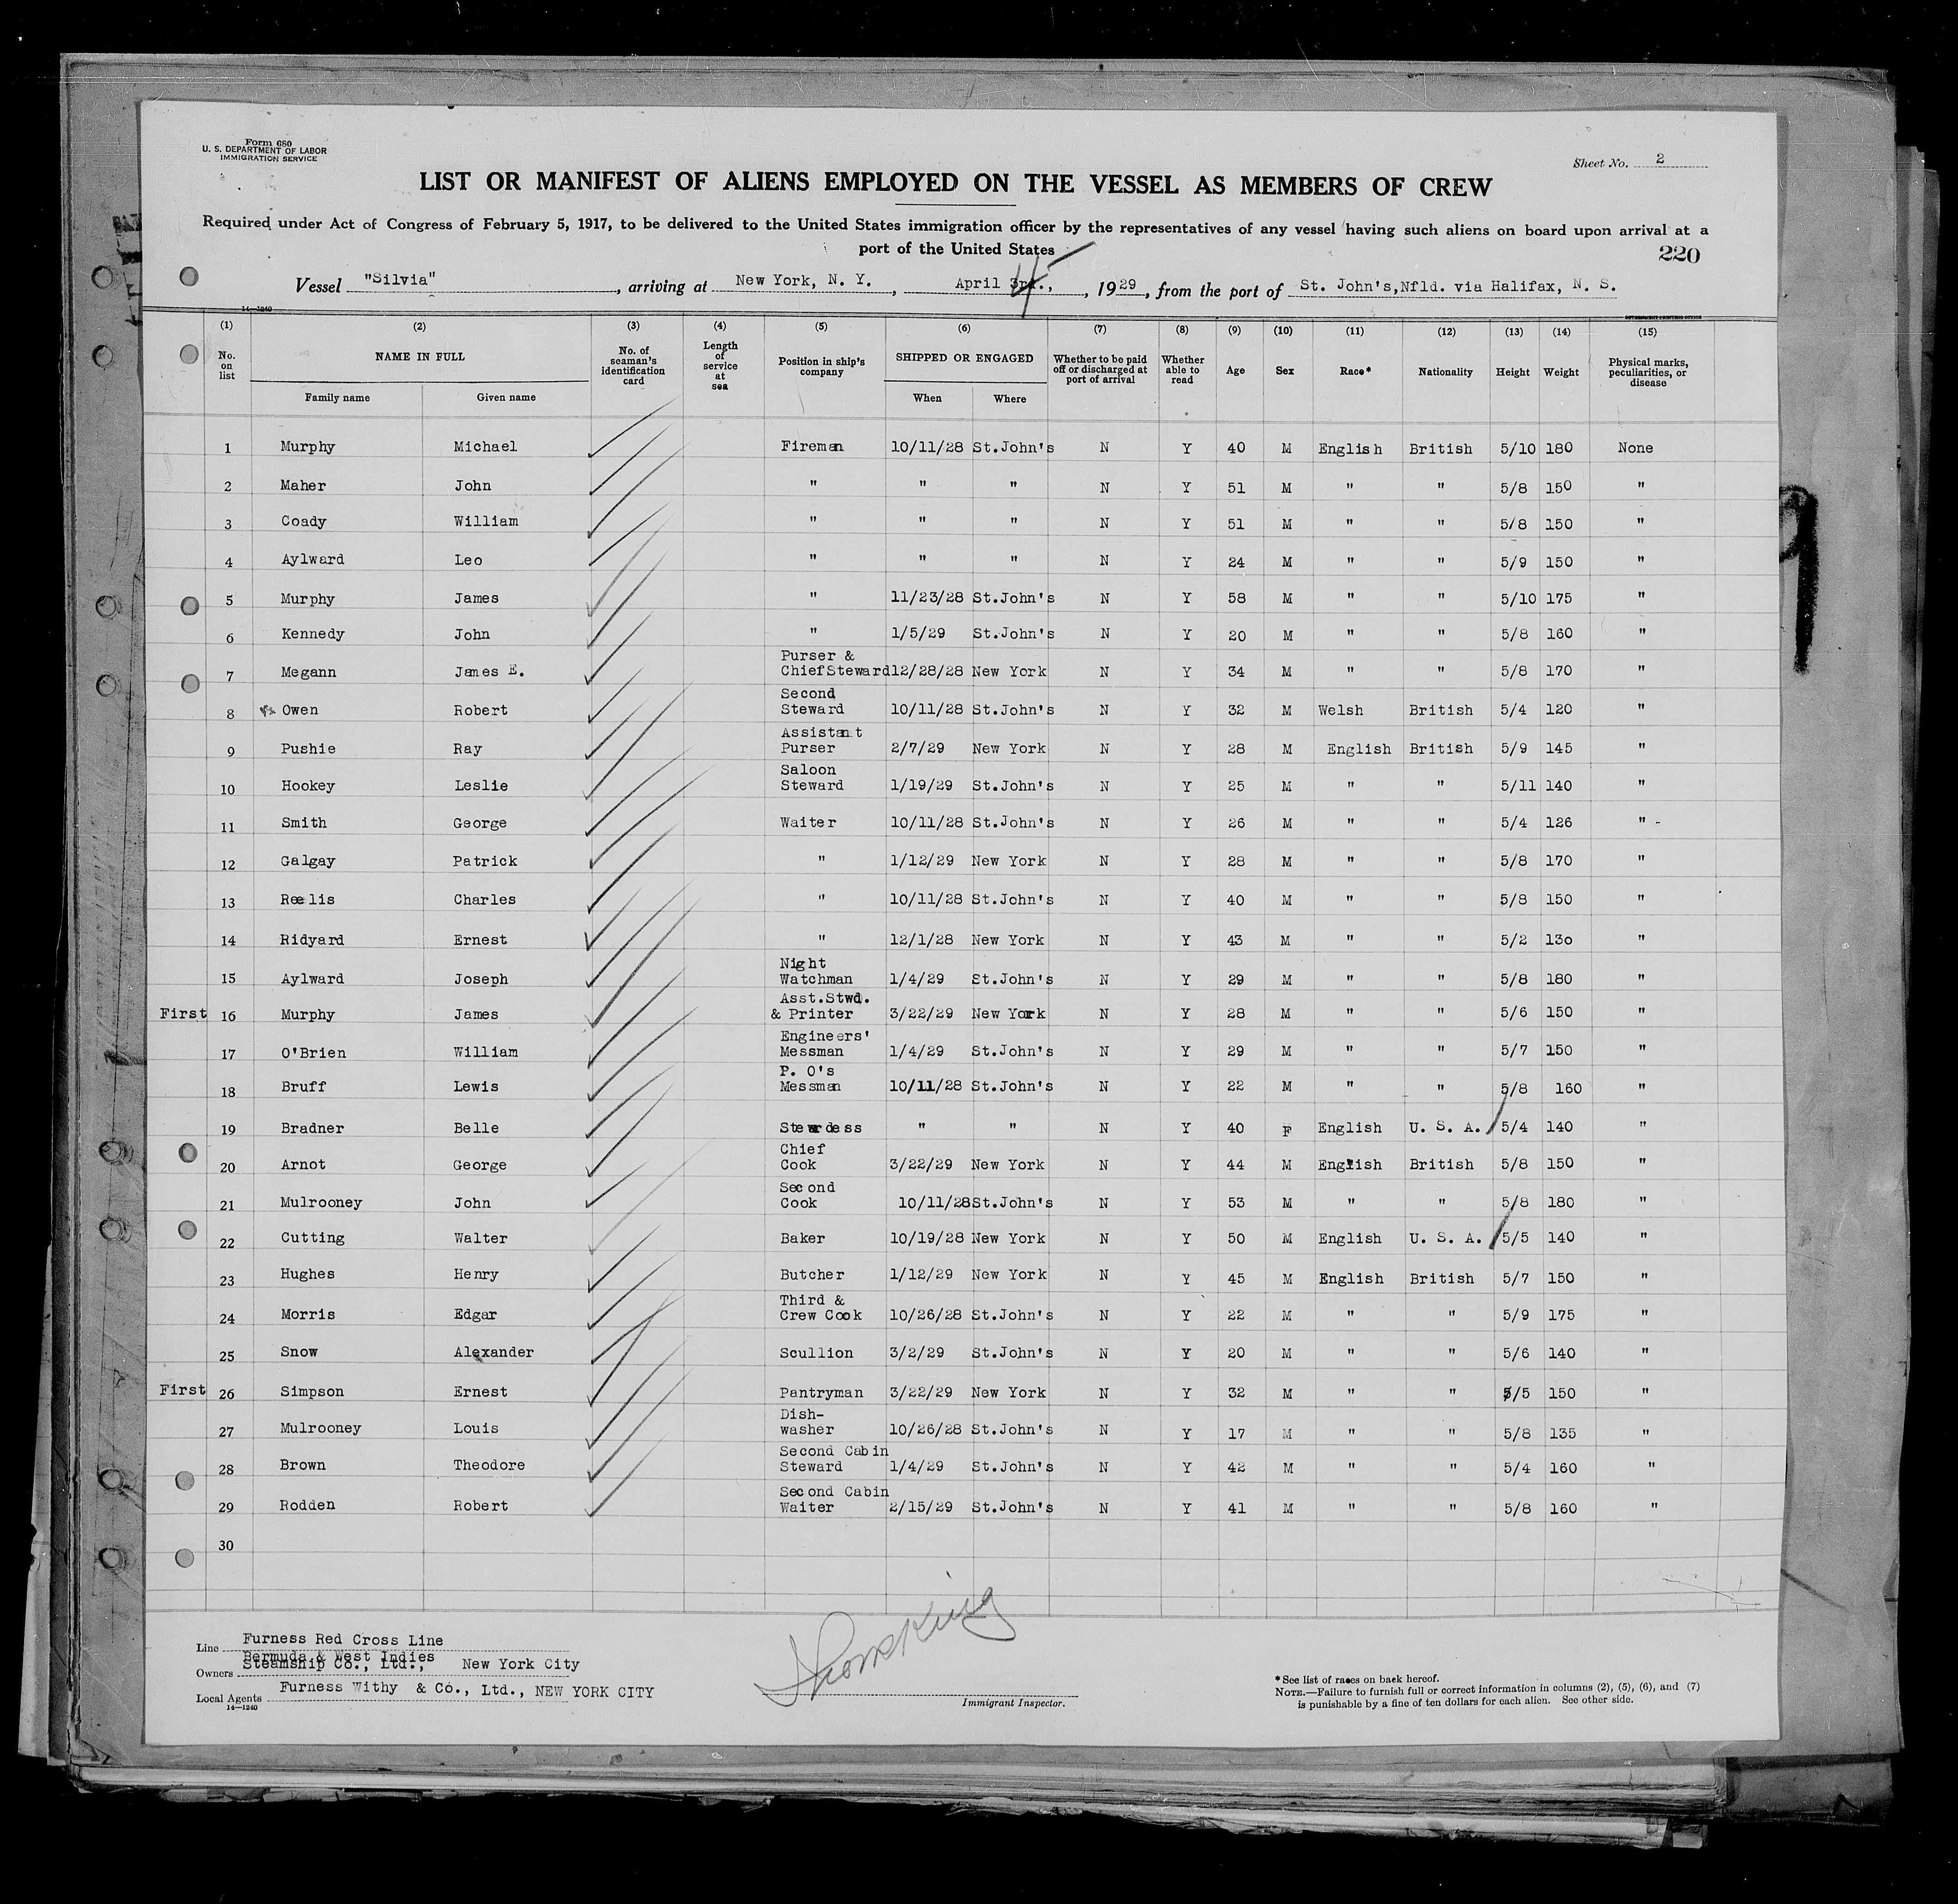 Form 680
U. S. DEPARTMENT OF LABOR
IMMIGRATION SERVICE
Sheet No. 2
LIST OR MANIFEST OF ALIENS EMPLOYED ON THE VESSEL AS MEMBERS OF CREW
Required under Act of Congress of February 5, 1917, to be delivered to the United States immigration officer by the representatives of any vessel having such aliens on board upon arrival at a
port of the United States
220
Vessel "Silvia", arriving at New York, N. Y., April 3rd., 4 1929, from the port of St. John's,Nfld. via Halifax, N. S.
14—1240
(1) (2) (3) (4) (5) (6) (7) (8) (9) (10) (11) (12) (13) (14) (15)
No. on list NAME IN FULL Family name Given name No. of seaman's identification card Length of service at sea Position in ship's company SHIPPED OR ENGAGED When Where Whether to be paid off or discharged at port of arrival Whether able to read Age Sex Race* Nationality Height Weight Physical marks, peculiarities, or disease
1 Murphy Michael Fireman 10/11/28 St.John's N Y 40 M English British 5/10 180 None
2 Maher John " " " N Y 51 M " " 5/8 150 "
3 Coady William " " " N Y 51 M " " 5/8 150 "
4 Aylward Leo " " " N Y 24 M " " 5/9 150 "
5 Murphy James " 11/23/28 St.John's N Y 58 M " " 5/10 175 "
6 Kennedy John " 1/5/29 St.John's N Y 20 M " " 5/8 160 "
7 Megann James E. Purser & ChiefSteward 12/28/28 New York N Y 34 M " " 5/8 170 "
8 Owen Robert Second Steward 10/11/28 St.John's N Y 32 M Welsh British 5/4 120 "
9 Pushie Ray Assistant Purser 2/7/29 New York N Y 28 M English British 5/9 145 "
10 Hookey Leslie Saloon Steward 1/19/29 St.John's N Y 25 M " " 5/11 140 "
11 Smith George Waiter 10/11/28 St.John's N Y 26 M " " 5/4 126 "
12 Galgay Patrick " 1/12/29 New York N Y 28 M " " 5/8 170 "
13 Reelis Charles " 10/11/28 St.John's N Y 40 M " " 5/8 150 "
14 Ridyard Ernest " 12/1/28 New York N Y 43 M " " 5/2 130 "
15 Aylward Joseph Night Watchman 1/4/29 St.John's N Y 29 M " " 5/8 180 "
First 16 Murphy James Asst.Stwd. & Printer 3/22/29 New York N Y 28 M " " 5/6 150 "
17 O'Brien William Engineers' Messman 1/4/29 St.John's N Y 29 M " " 5/7 150 "
18 Bruff Lewis P. O's Messman 10/11/28 St.John's N Y 22 M " " 5/8 160 "
19 Bradner Belle Stewardess " " N Y 40 F English U. S. A. 5/4 140 "
20 Arnot George Chief Cook 3/22/29 New York N Y 44 M English British 5/8 150 "
21 Mulrooney John Second Cook 10/11/28 St.John's N Y 53 M " " 5/8 180 "
22 Cutting Walter Baker 10/19/28 New York N Y 50 M English U. S. A. 5/5 140 "
23 Hughes Henry Butcher 1/12/29 New York N Y 45 M English British 5/7 150 "
24 Morris Edgar Third & Crew Cook 10/26/28 St.John's N Y 22 M " " 5/9 175 "
25 Snow Alexander Scullion 3/2/29 St.John's N Y 20 M " " 5/6 140 "
First 26 Simpson Ernest Pantryman 3/22/29 New York N Y 32 M " " 5/5 150 "
27 Mulrooney Louis Dish-washer 10/26/28 St.John's N Y 17 M " " 5/8 135 "
28 Brown Theodore Second Cabin Steward 1/4/29 St.John's N Y 42 M " " 5/4 160 "
29 Rodden Robert Second Cabin Waiter 2/15/29 St.John's N Y 41 M " " 5/8 160 "
30
Line Furness Red Cross Line
Owners Bermuda & West Indies Steamship Co., Ltd., New York City
Local Agents Furness Withy & Co., Ltd., NEW YORK CITY
14—1240
Immigrant Inspector.
*See list of races on back hereof.
NOTE.—Failure to furnish full or correct information in columns (2), (5), (6), and (7)
is punishable by a fine of ten dollars for each alien. See other side.